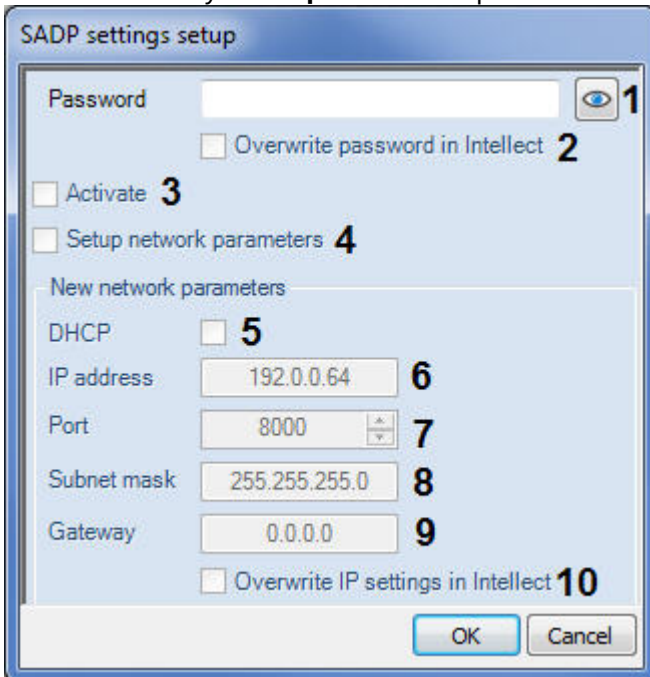 SADP settings setup
Password 1
Overwrite password in Intellect 2
Activate 3
Setup network parameters 4
New network parameters
DHCP 5
IP address 192.0.0.64 6
Port 8000 7
Subnet mask 255.255.255.0 8
Gateway 0.0.0.0 9
Overwrite IP settings in Intellect 10
OK Cancel